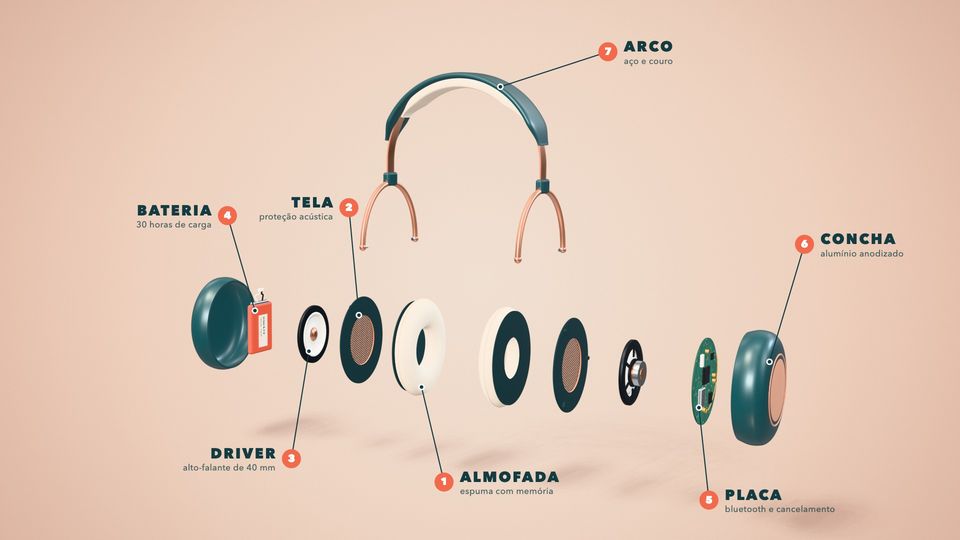 7 ARCO
aço e couro
2 TELA
proteção acústica
4 BATERIA
30 horas de carga
6 CONCHA
alumínio anodizado
3 DRIVER
alto-falante de 40 mm
1 ALMOFADA
espuma com memória
5 PLACA
bluetooth e cancelamento